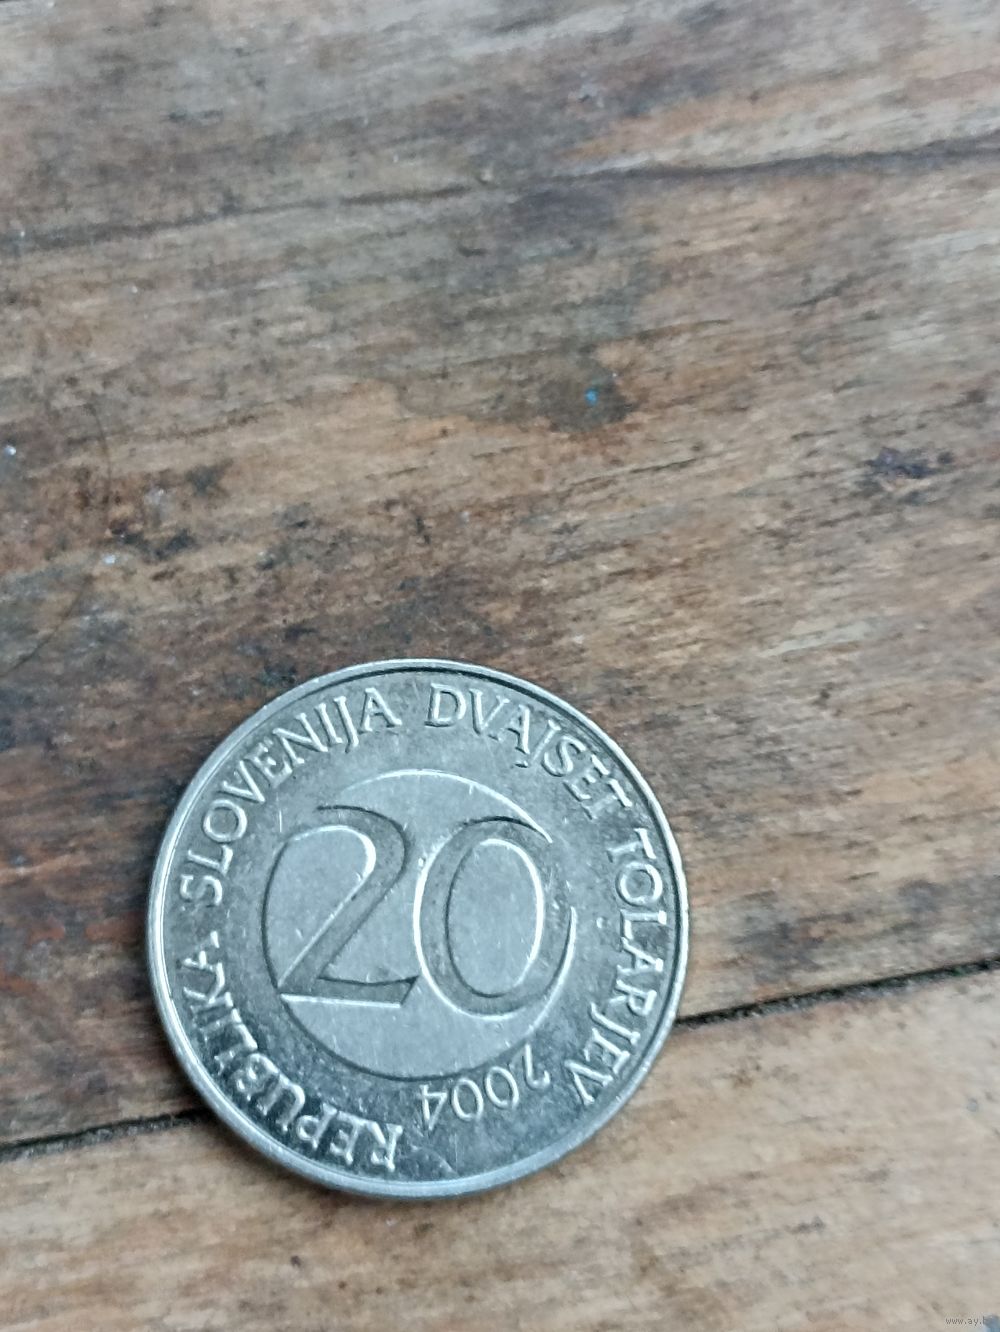 REPUBLIKA SLOVENIJA DVAJSET TOLARJEV 2004
20